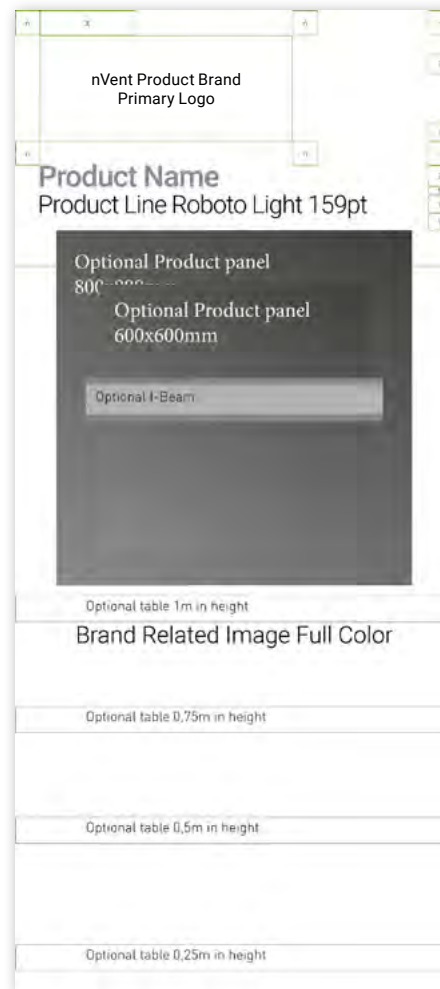 x
nVent Product Brand
Primary Logo
Product Name
Product Line Roboto Light 159pt
Optional Product panel
Optional Product panel
600x600mm
Optional I-Beam
Optional table 1m in height
Brand Related Image Full Color
Optional table 0,75m in height
Optional table 0,5m in height
Optional table 0,25m in height